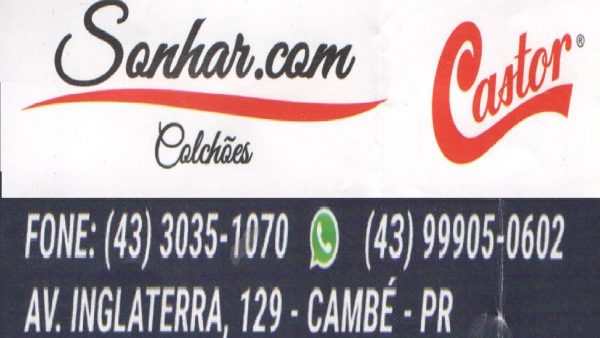 Sonhar.com
Castor®
Colchões
FONE: (43) 3035-1070 (43) 99905-0602
AV. INGLATERRA, 129 - CAMBÉ - PR